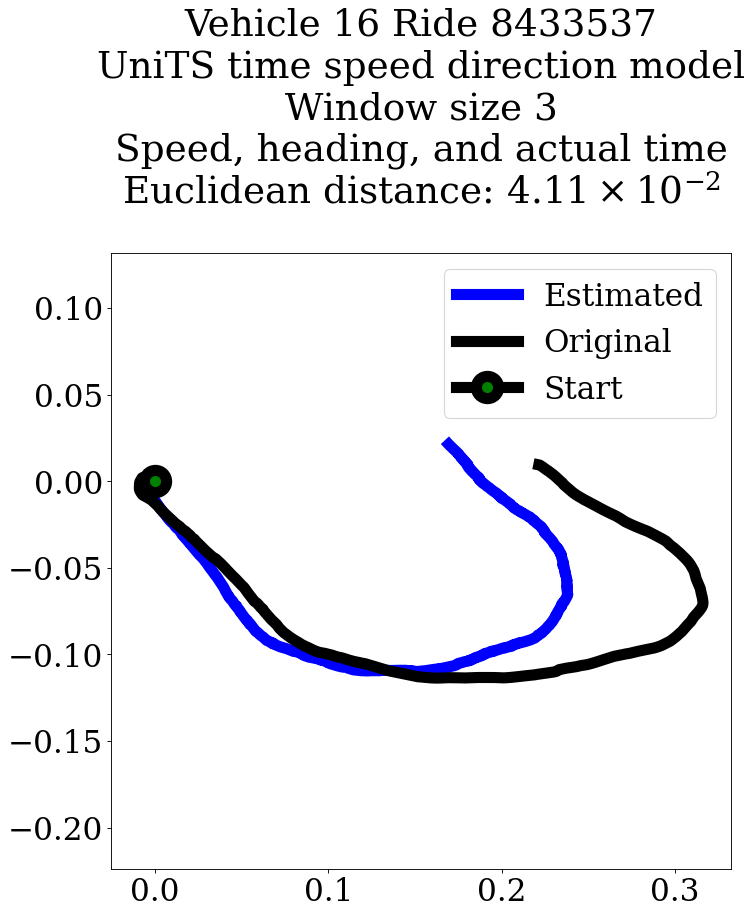 Vehicle 16 Ride 8433537
UniTS time speed direction model
Window size 3
Speed, heading, and actual time
Euclidean distance: 4.11 × 10⁻²
Estimated
Original
Start
0.10
0.05
0.00
−0.05
−0.10
−0.15
−0.20
0.0 0.1 0.2 0.3